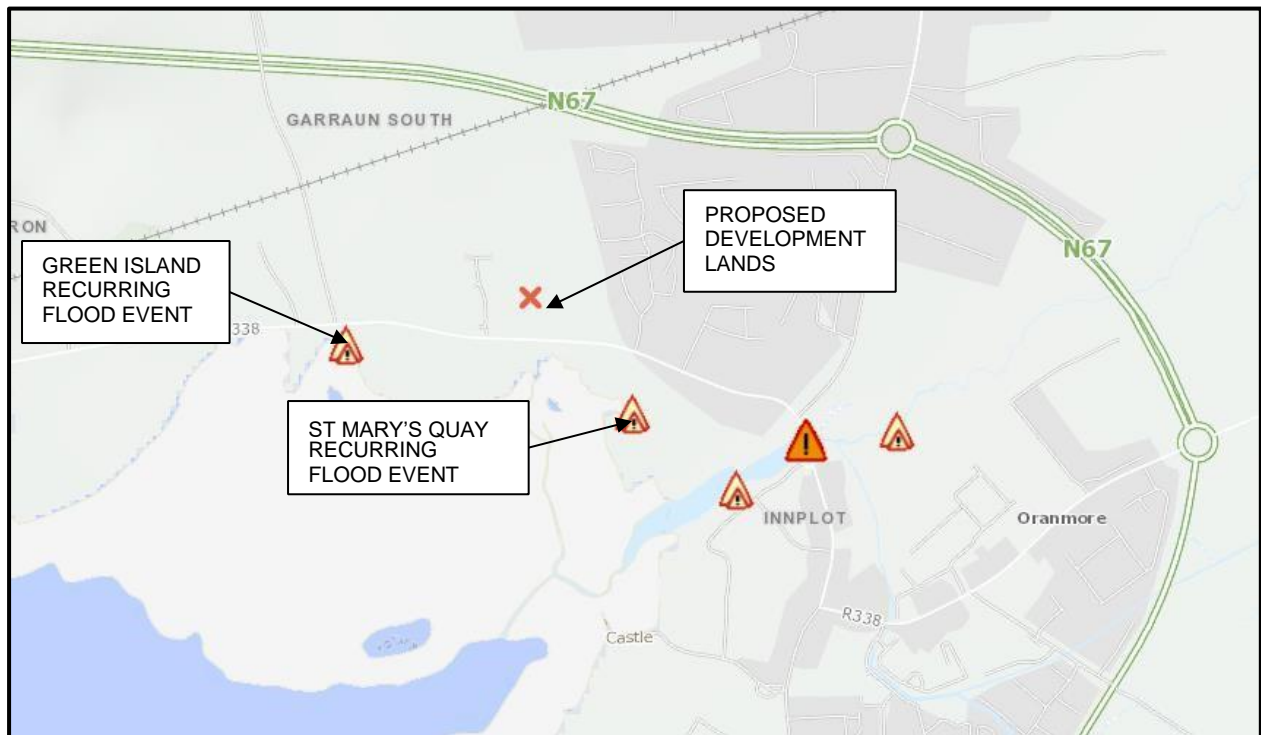 N67
GARRAUN SOUTH
PROPOSED
DEVELOPMENT
LANDS
RON
N67
GREEN ISLAND
RECURRING
FLOOD EVENT
338
ST MARY'S QUAY
RECURRING
FLOOD EVENT
INNPLOT
Oranmore
R338
Castle